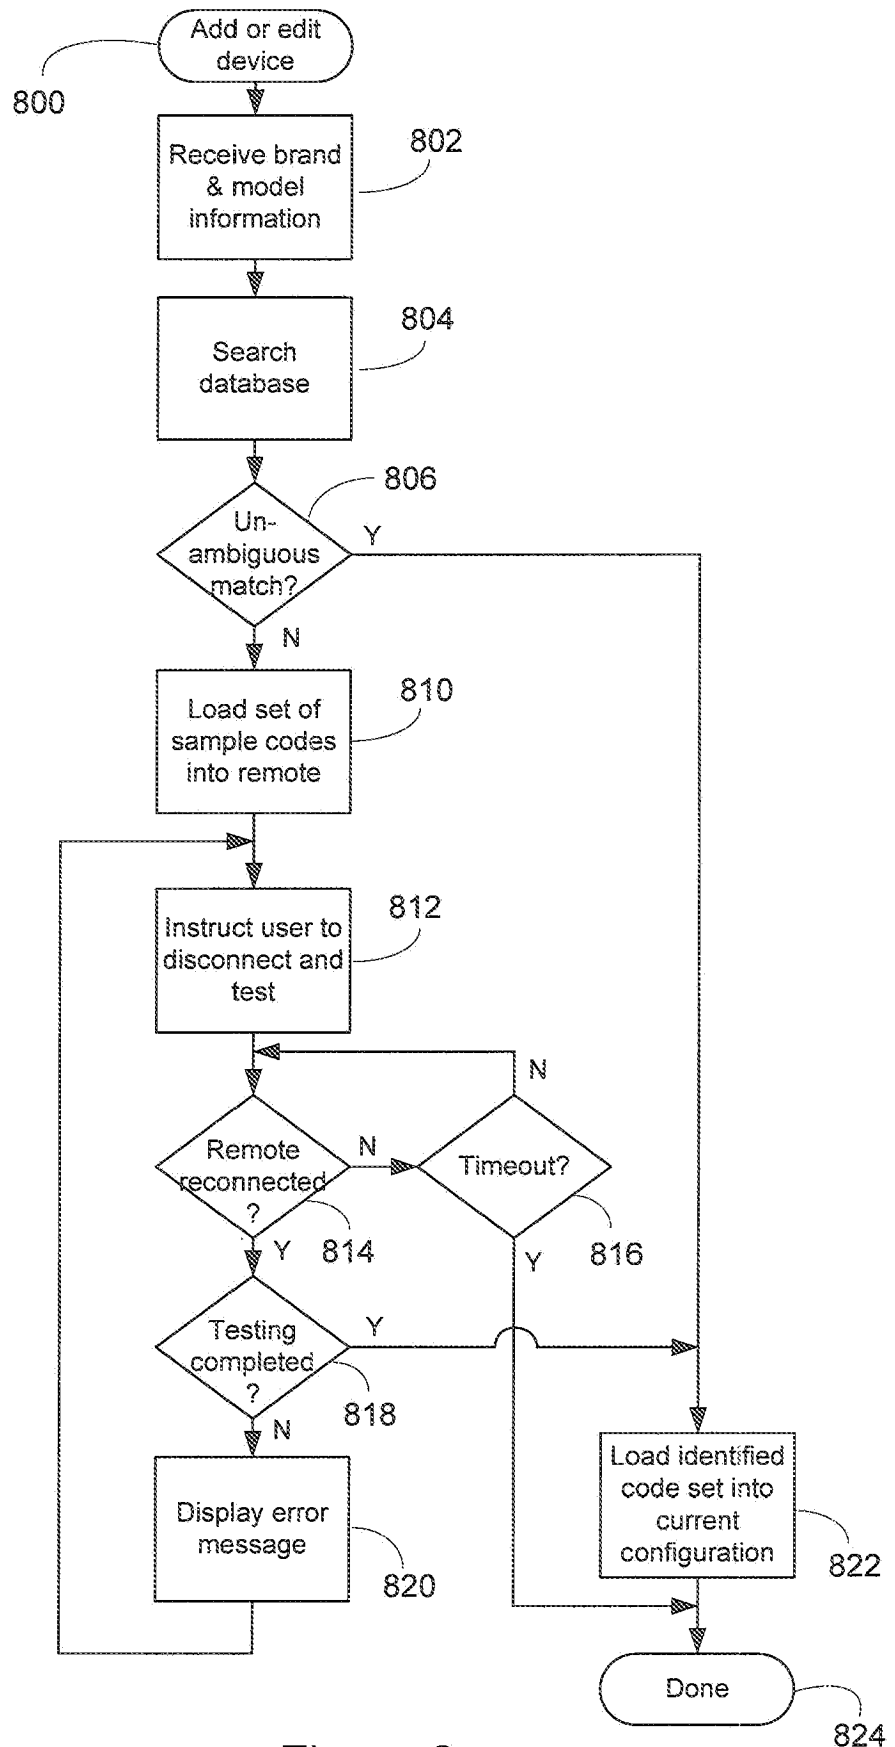 Add or edit
device
800
Receive brand
& model
information
802
Search
database
804
Un-
ambiguous
match?
806
Y
N
Load set of
sample codes
into remote
810
Instruct user to
disconnect and
test
812
N
Remote
reconnected
?
814
N
Timeout?
816
Y
Y
Testing
completed
?
818
Y
N
Display error
message
820
Load identified
code set into
current
configuration
822
Done
824